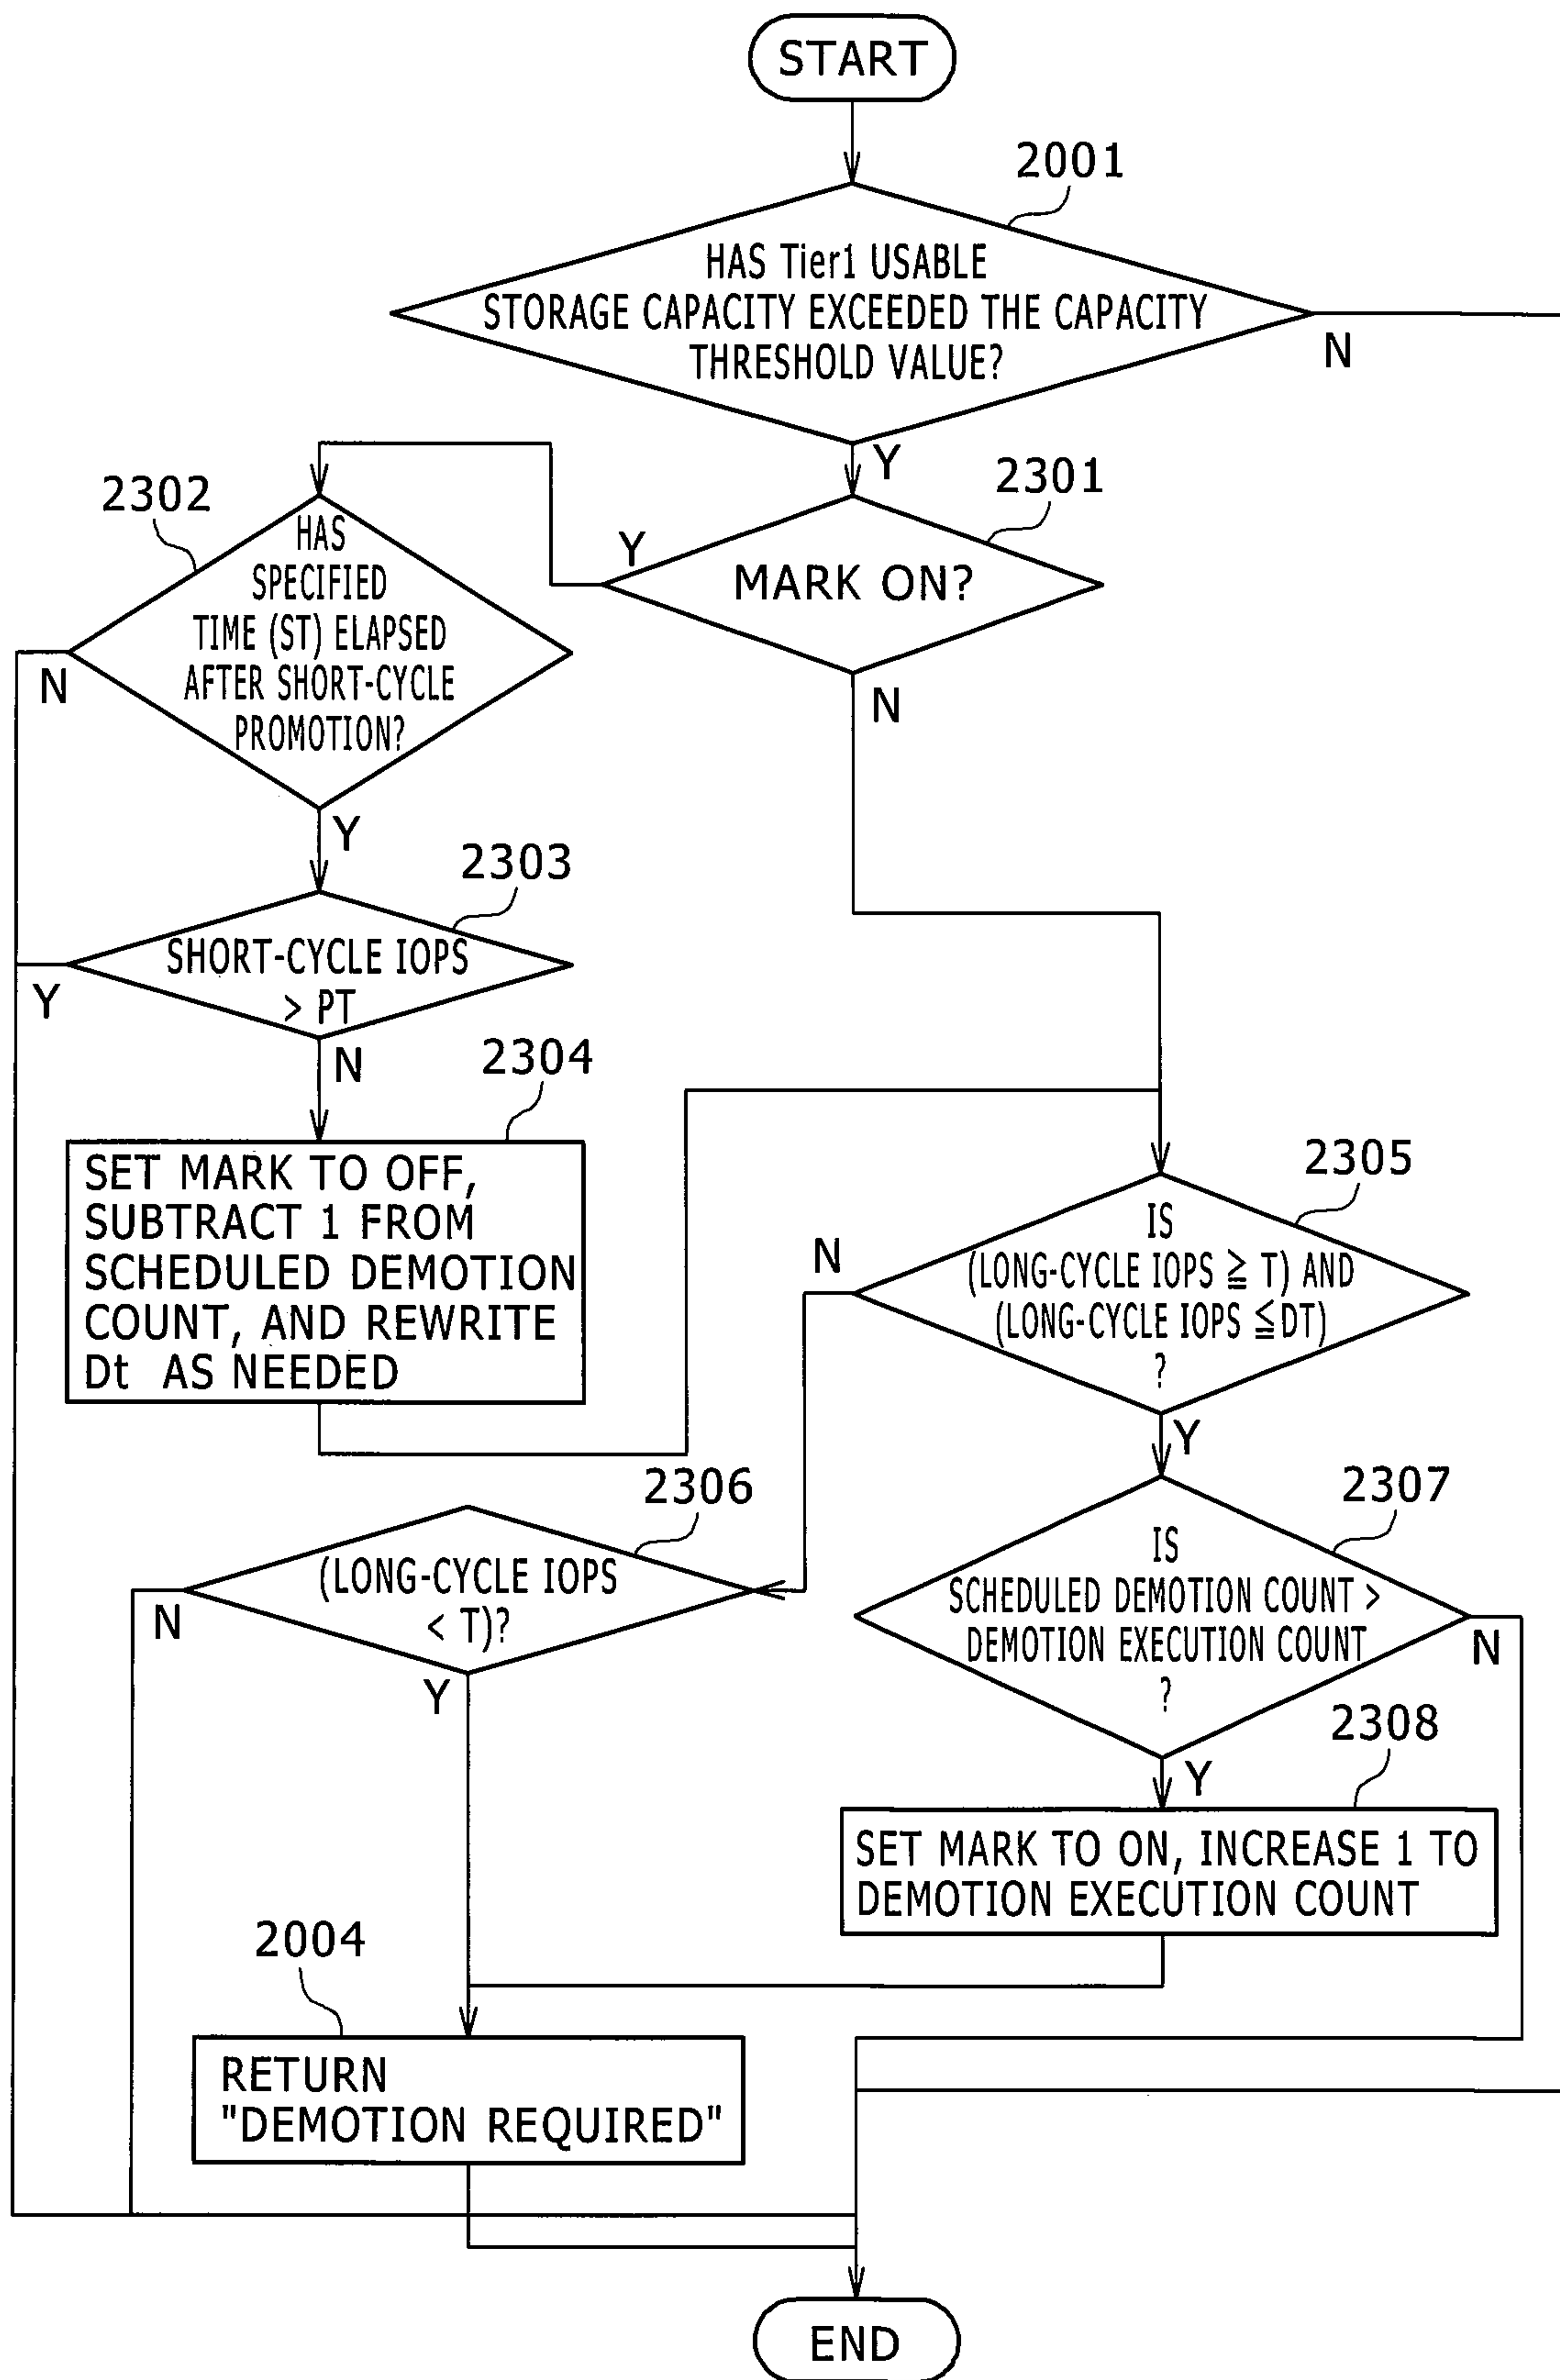 START
2001
HAS Tier1 USABLE
STORAGE CAPACITY EXCEEDED THE CAPACITY
THRESHOLD VALUE?
N
Y
2301
MARK ON?
Y
N
2302
HAS
SPECIFIED
TIME (ST) ELAPSED
AFTER SHORT-CYCLE
PROMOTION?
N
Y
2303
SHORT-CYCLE IOPS
> PT
Y
N
2304
SET MARK TO OFF,
SUBTRACT 1 FROM
SCHEDULED DEMOTION
COUNT, AND REWRITE
Dt AS NEEDED
2305
IS
(LONG-CYCLE IOPS ≧ T) AND
(LONG-CYCLE IOPS ≦DT)
?
N
Y
2306
(LONG-CYCLE IOPS
< T)?
N
Y
2307
IS
SCHEDULED DEMOTION COUNT >
DEMOTION EXECUTION COUNT
?
N
Y
2308
SET MARK TO ON, INCREASE 1 TO
DEMOTION EXECUTION COUNT
2004
RETURN
"DEMOTION REQUIRED"
END